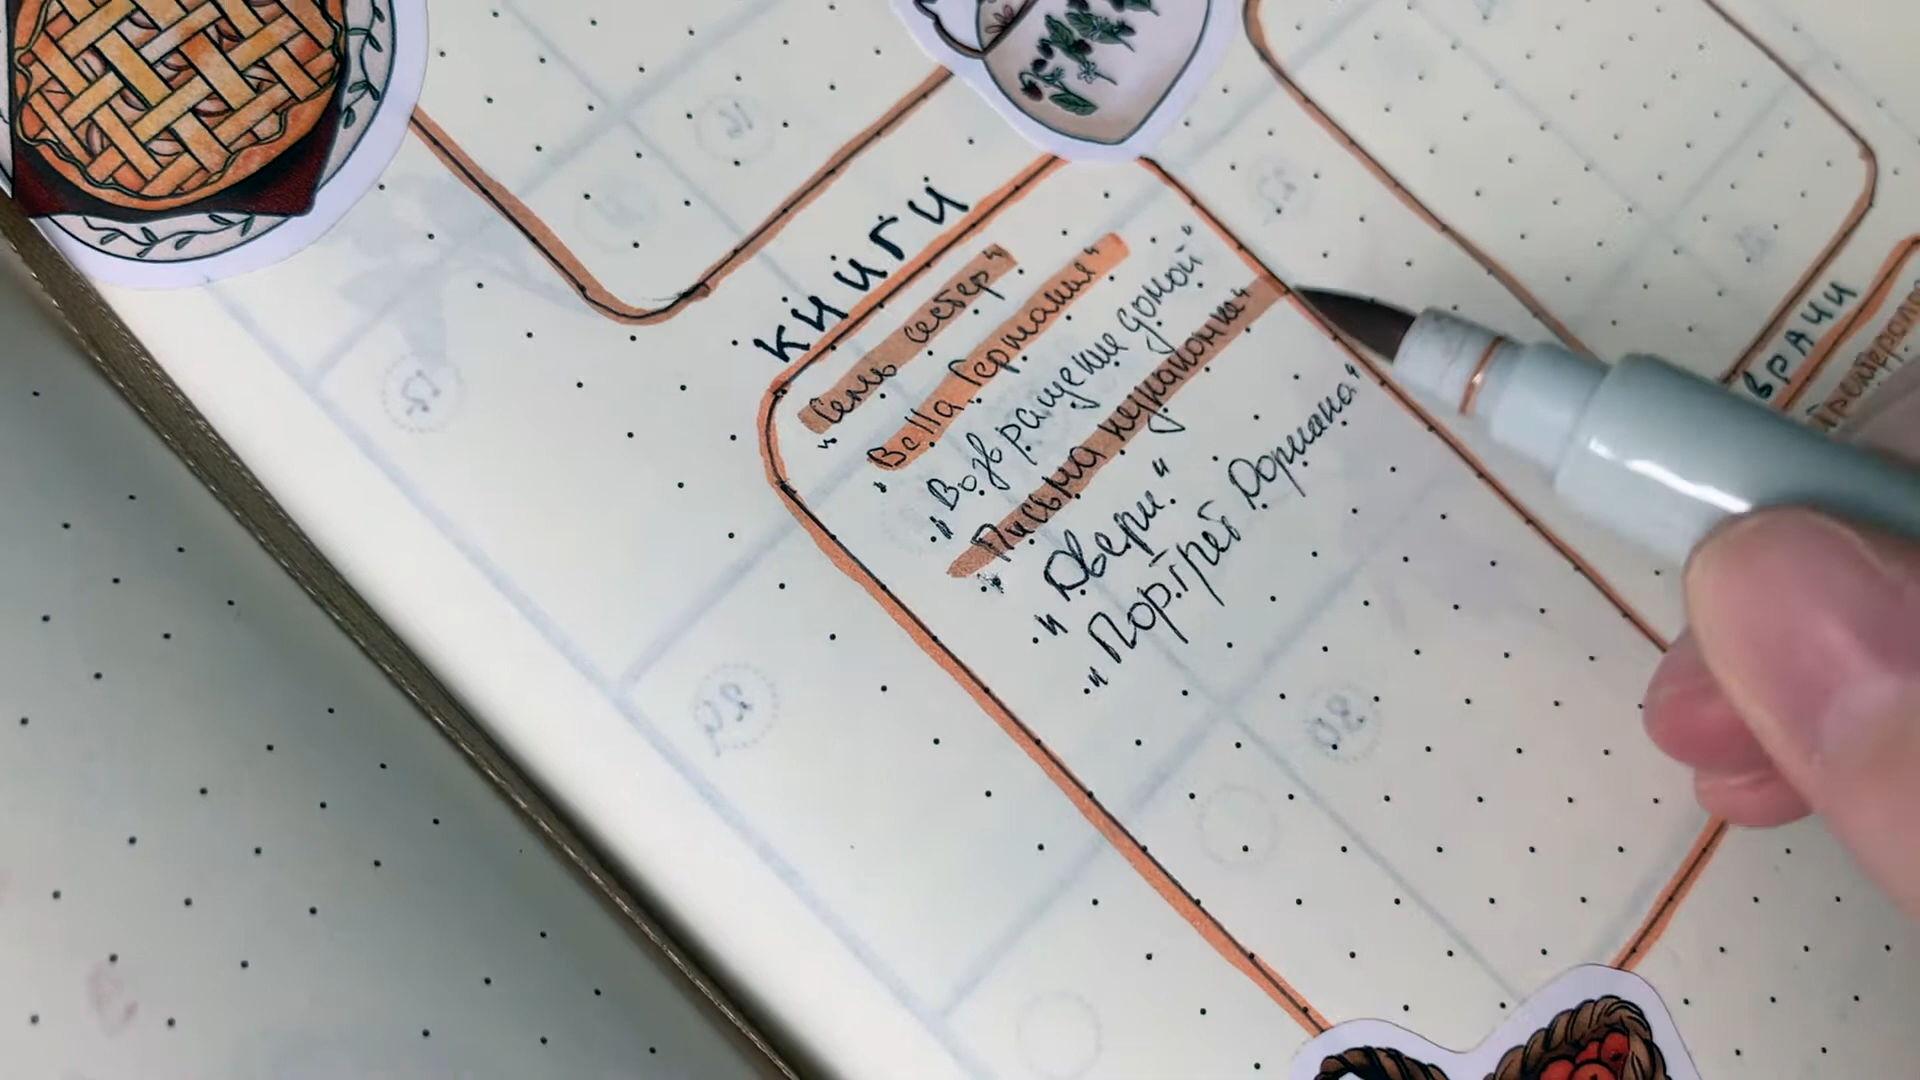 КНИГИ
"Семь сестер"
"Bella Германия"
"Возвращение домой"
"Письма незнакомке"
"Двери"
"Портрет Дориана"
ВРАЧИ